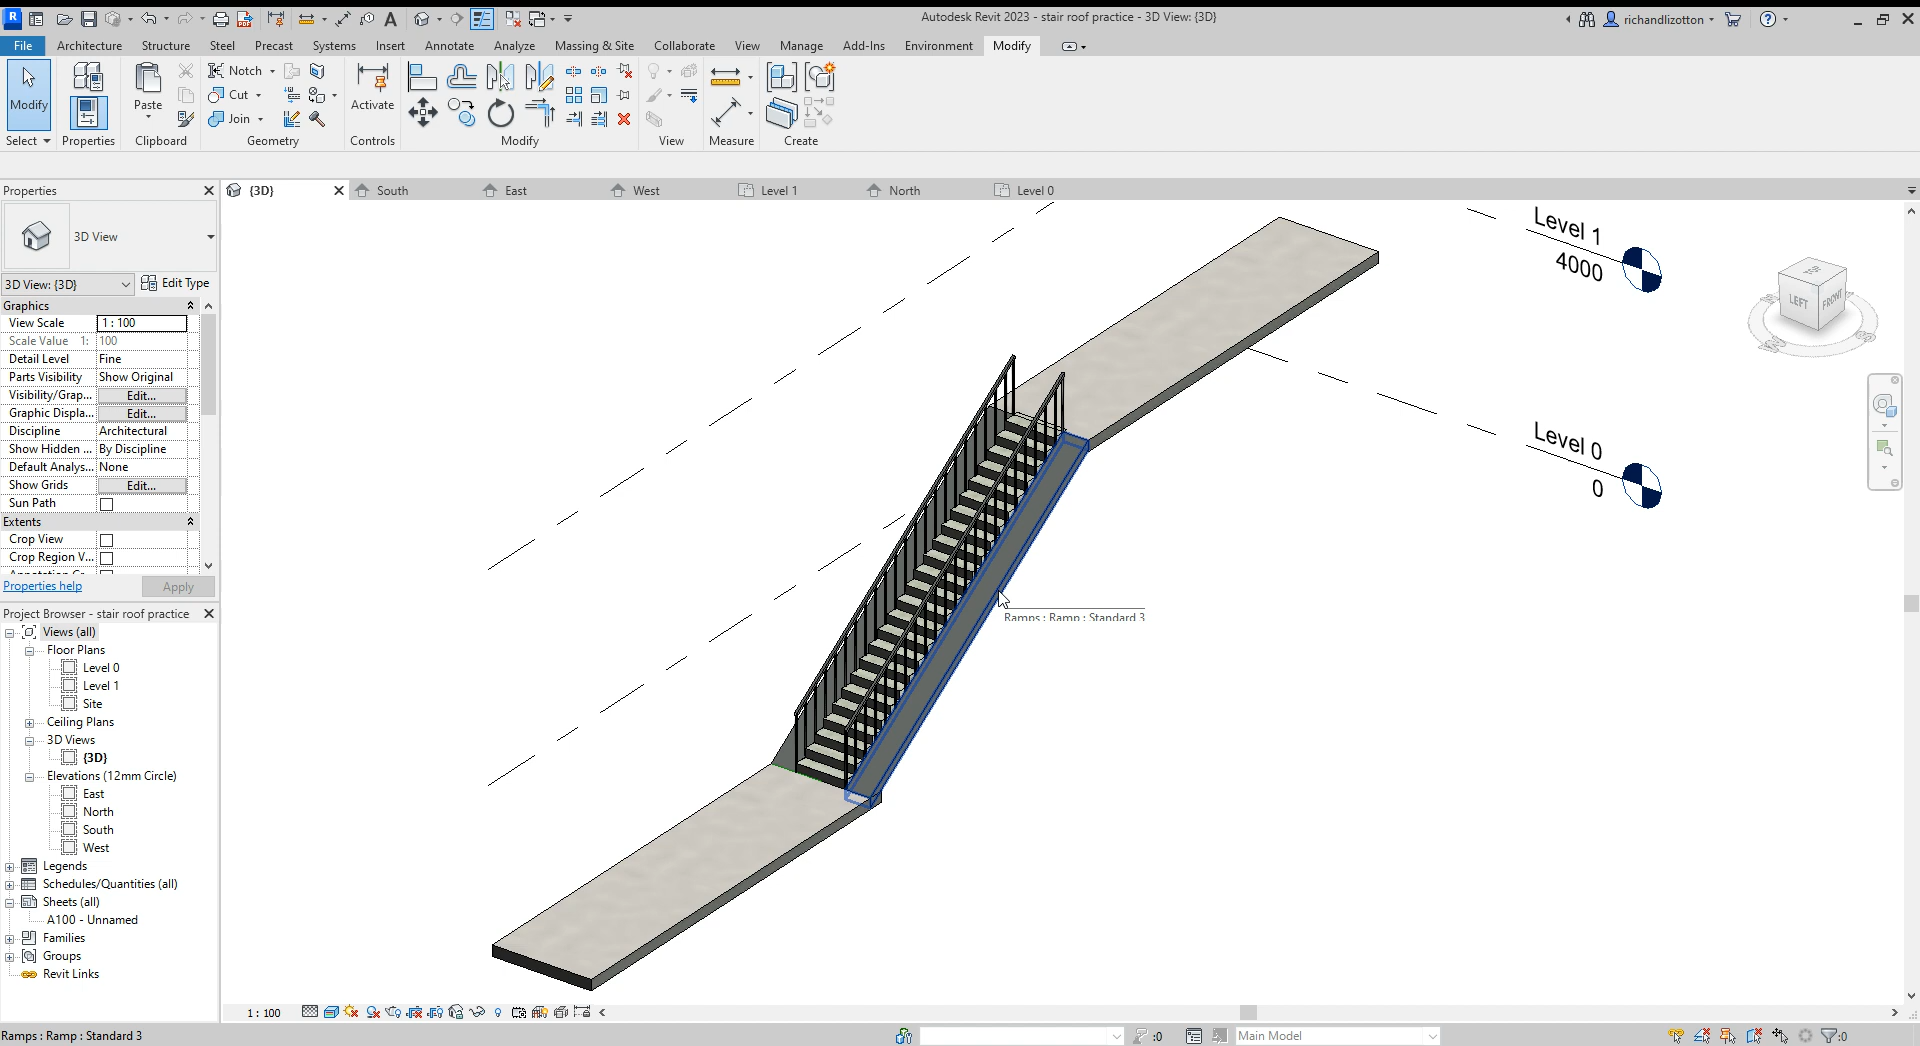 Autodesk Revit 2023 - stair roof practice - 3D View: {3D}
richandlizotton
File
Architecture
Structure
Steel
Precast
Systems
Insert
Annotate
Analyze
Massing & Site
Collaborate
View
Manage
Add-Ins
Environment
Modify
Modify
Paste
Notch
Cut
Join
Activate
Select
Properties
Clipboard
Geometry
Controls
Modify
View
Measure
Create
Properties
{3D}
South
East
West
Level 1
North
Level 0
3D View
3D View: {3D}
Edit Type
Graphics
View Scale 1 : 100
Scale Value 1: 100
Detail Level Fine
Parts Visibility Show Original
Visibility/Grap... Edit...
Graphic Displa... Edit...
Discipline Architectural
Show Hidden ... By Discipline
Default Analys... None
Show Grids Edit...
Sun Path
Extents
Crop View
Crop Region V...
Properties help
Apply
Project Browser - stair roof practice
Views (all)
Floor Plans
Level 0
Level 1
Site
Ceiling Plans
3D Views
{3D}
Elevations (12mm Circle)
East
North
South
West
Legends
Schedules/Quantities (all)
Sheets (all)
A100 - Unnamed
Families
Groups
Revit Links
Level 1
4000
Level 0
0
TOP
LEFT
FRONT
Ramps : Ramp : Standard 3
1 : 100
Ramps : Ramp : Standard 3
:0
Main Model
:0